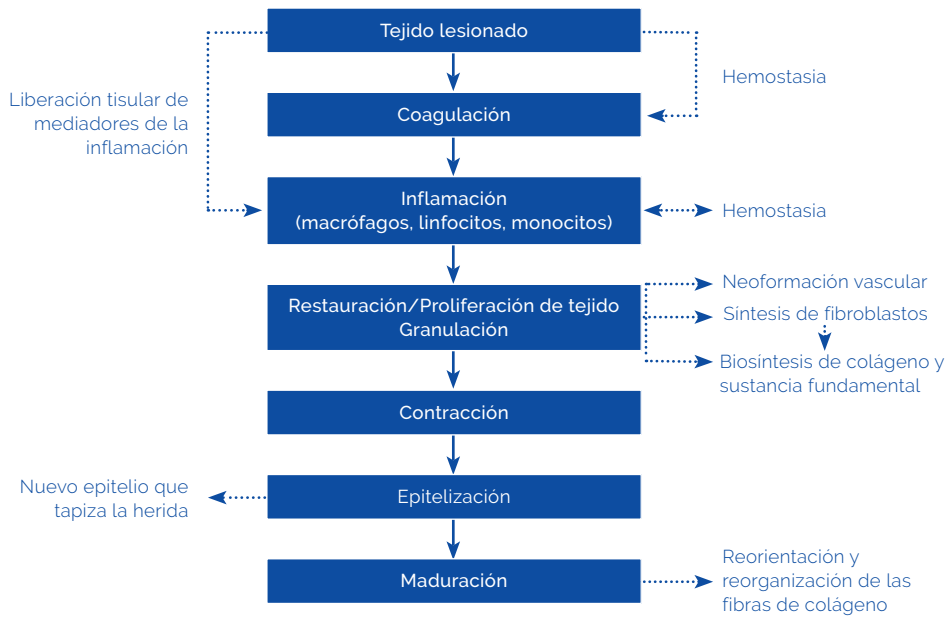 Tejido lesionado
Hemostasia
Liberación tisular de
mediadores de la
inflamación
Coagulación
Inflamación
(macrófagos, linfocitos, monocitos)
Hemostasia
Restauración/Proliferación de tejido
Granulación
Neoformación vascular
Síntesis de fibroblastos
Biosíntesis de colágeno y
sustancia fundamental
Contracción
Nuevo epitelio que
tapiza la herida
Epitelización
Maduración
Reorientación y
reorganización de las
fibras de colágeno